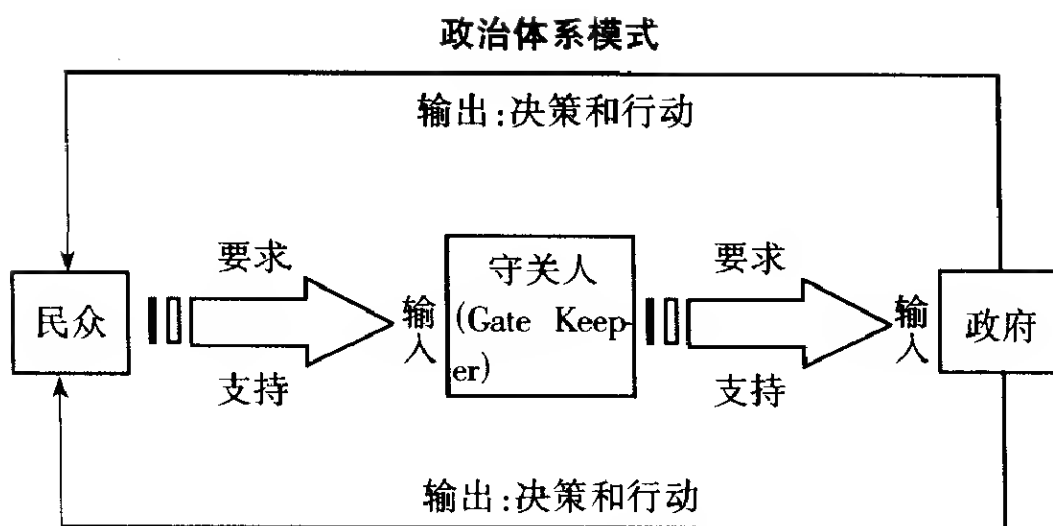 政治体系模式
输出:决策和行动
要求
守关人
要求
民众
输入
(Gate Keep-
er)
输入
政府
支持
支持
输出:决策和行动